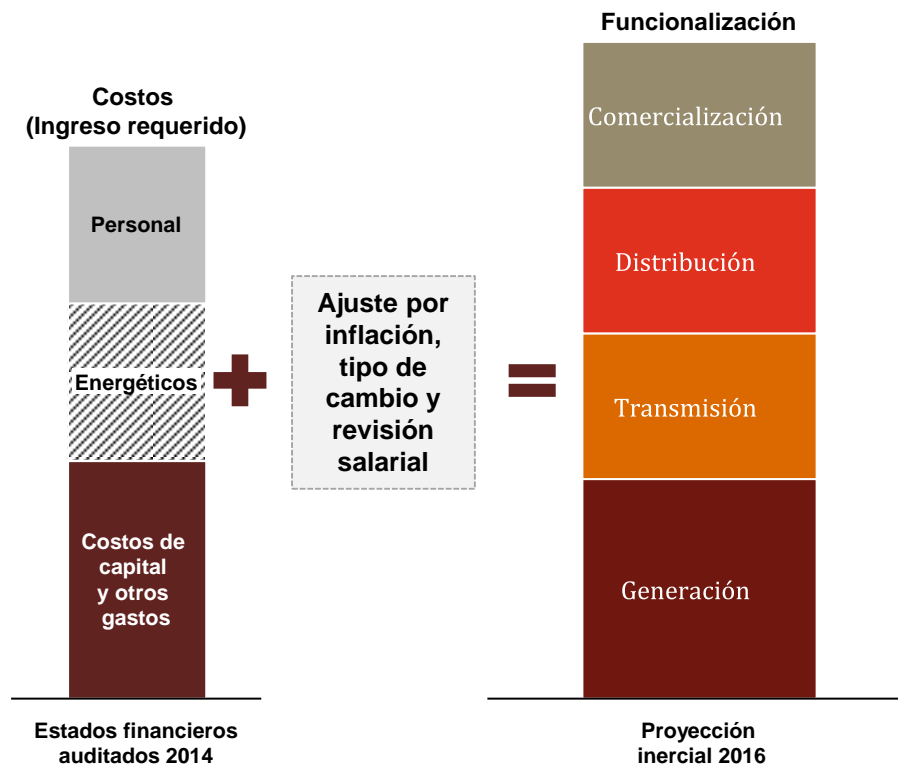 Costos
(Ingreso requerido)
Personal
Energéticos
Costos de
capital
y otros
gastos
Estados financieros
auditados 2014
Ajuste por
inflación,
tipo de
cambio y
revisión
salarial
Funcionalización
Comercialización
Distribución
Transmisión
Generación
Proyección
inercial 2016